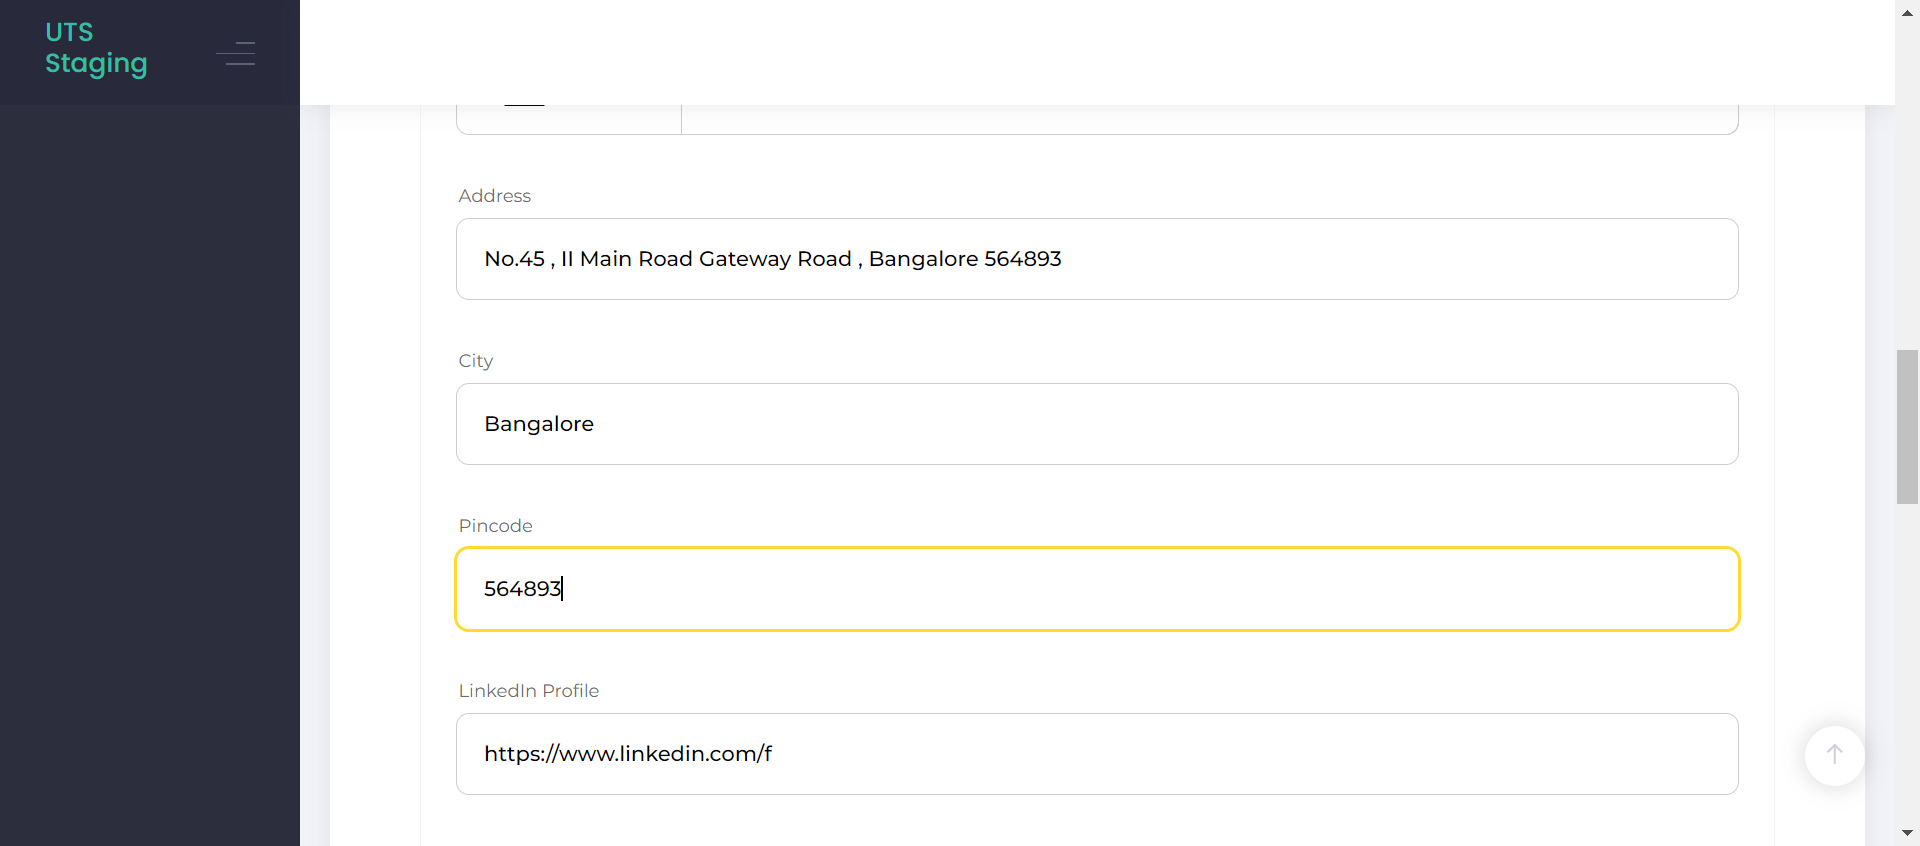 UTS
Staging
Address
No.45 , II Main Road Gateway Road , Bangalore 564893
City
Bangalore
Pincode
564893
LinkedIn Profile
https://www.linkedin.com/f